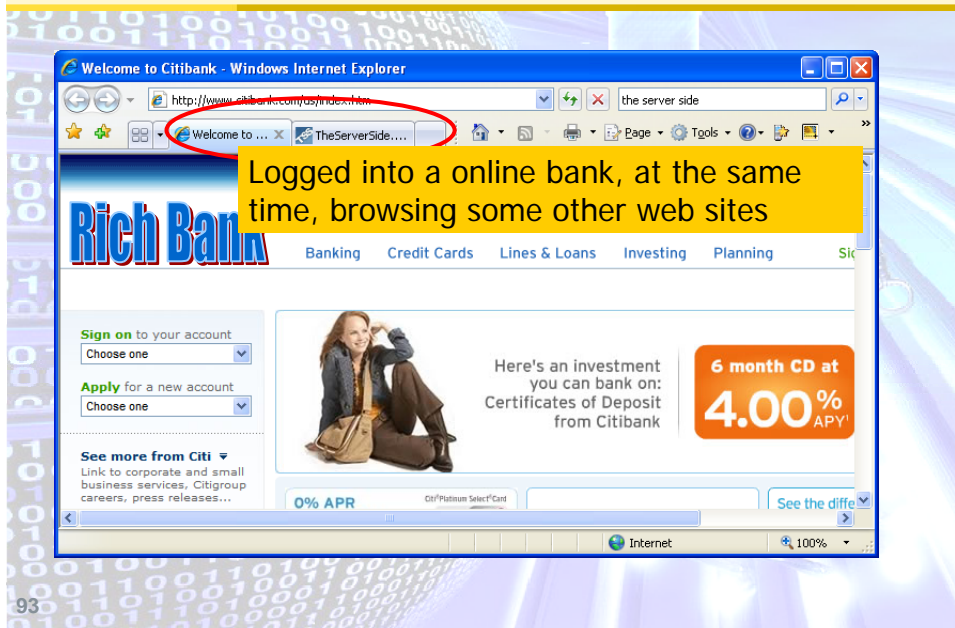 Welcome to Citibank - Windows Internet Explorer
http://www.citibank.com/us/index.htm
the server side
Welcome to ...
TheServerSide....
Page
Tools
Logged into a online bank, at the same
time, browsing some other web sites
Rich Bank
Banking Credit Cards Lines & Loans Investing Planning
Sign on to your account
Choose one
Apply for a new account
Choose one
See more from Citi
Link to corporate and small
business services, Citigroup
careers, press releases...
Here's an investment
you can bank on:
Certificates of Deposit
from Citibank
6 month CD at
4.00% APY¹
0% APR
Citi® Platinum Select® Card
See the diffe
Internet
100%
93